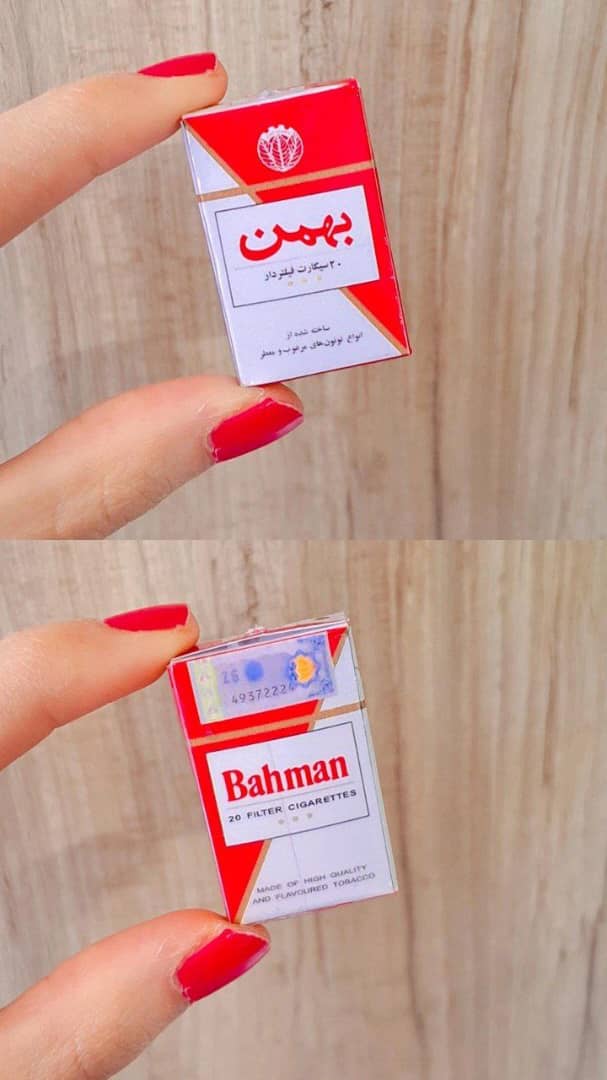 بهمن
۲۰ سیگارت فیلتردار
ساخته شده از
انواع توتون‌های مرغوب و معطر
26
49372224
Bahman
20 FILTER CIGARETTES
MADE OF HIGH QUALITY
AND FLAVOURED TOBACCO